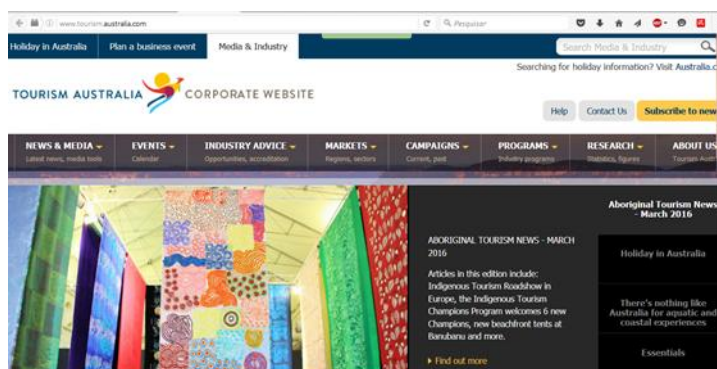 www.tourism.australia.com
Pesquisar
Holiday in Australia
Plan a business event
Media & Industry
Search Media & Industry
Searching for holiday information? Visit Australia.c
TOURISM AUSTRALIA
CORPORATE WEBSITE
Help
Contact Us
Subscribe to new
NEWS & MEDIA
EVENTS
INDUSTRY ADVICE
MARKETS
CAMPAIGNS
PROGRAMS
RESEARCH
ABOUT US
Latest news, media tools
Calendar
Opportunities, accreditation
Regions, sectors
Current, past
Industry programs
Statistics, figures
Tourism Aust
Aboriginal Tourism News
- March 2016
ABORIGINAL TOURISM NEWS - MARCH
2016
Articles in this edition include:
Indigenous Tourism Roadshow in
Europe, the Indigenous Tourism
Champions Program welcomes 6 new
Champions, new beachfront tents at
Banubanu and more.
Find out more
Holiday in Australia
There's nothing like
Australia for aquatic and
coastal experiences
Essentials